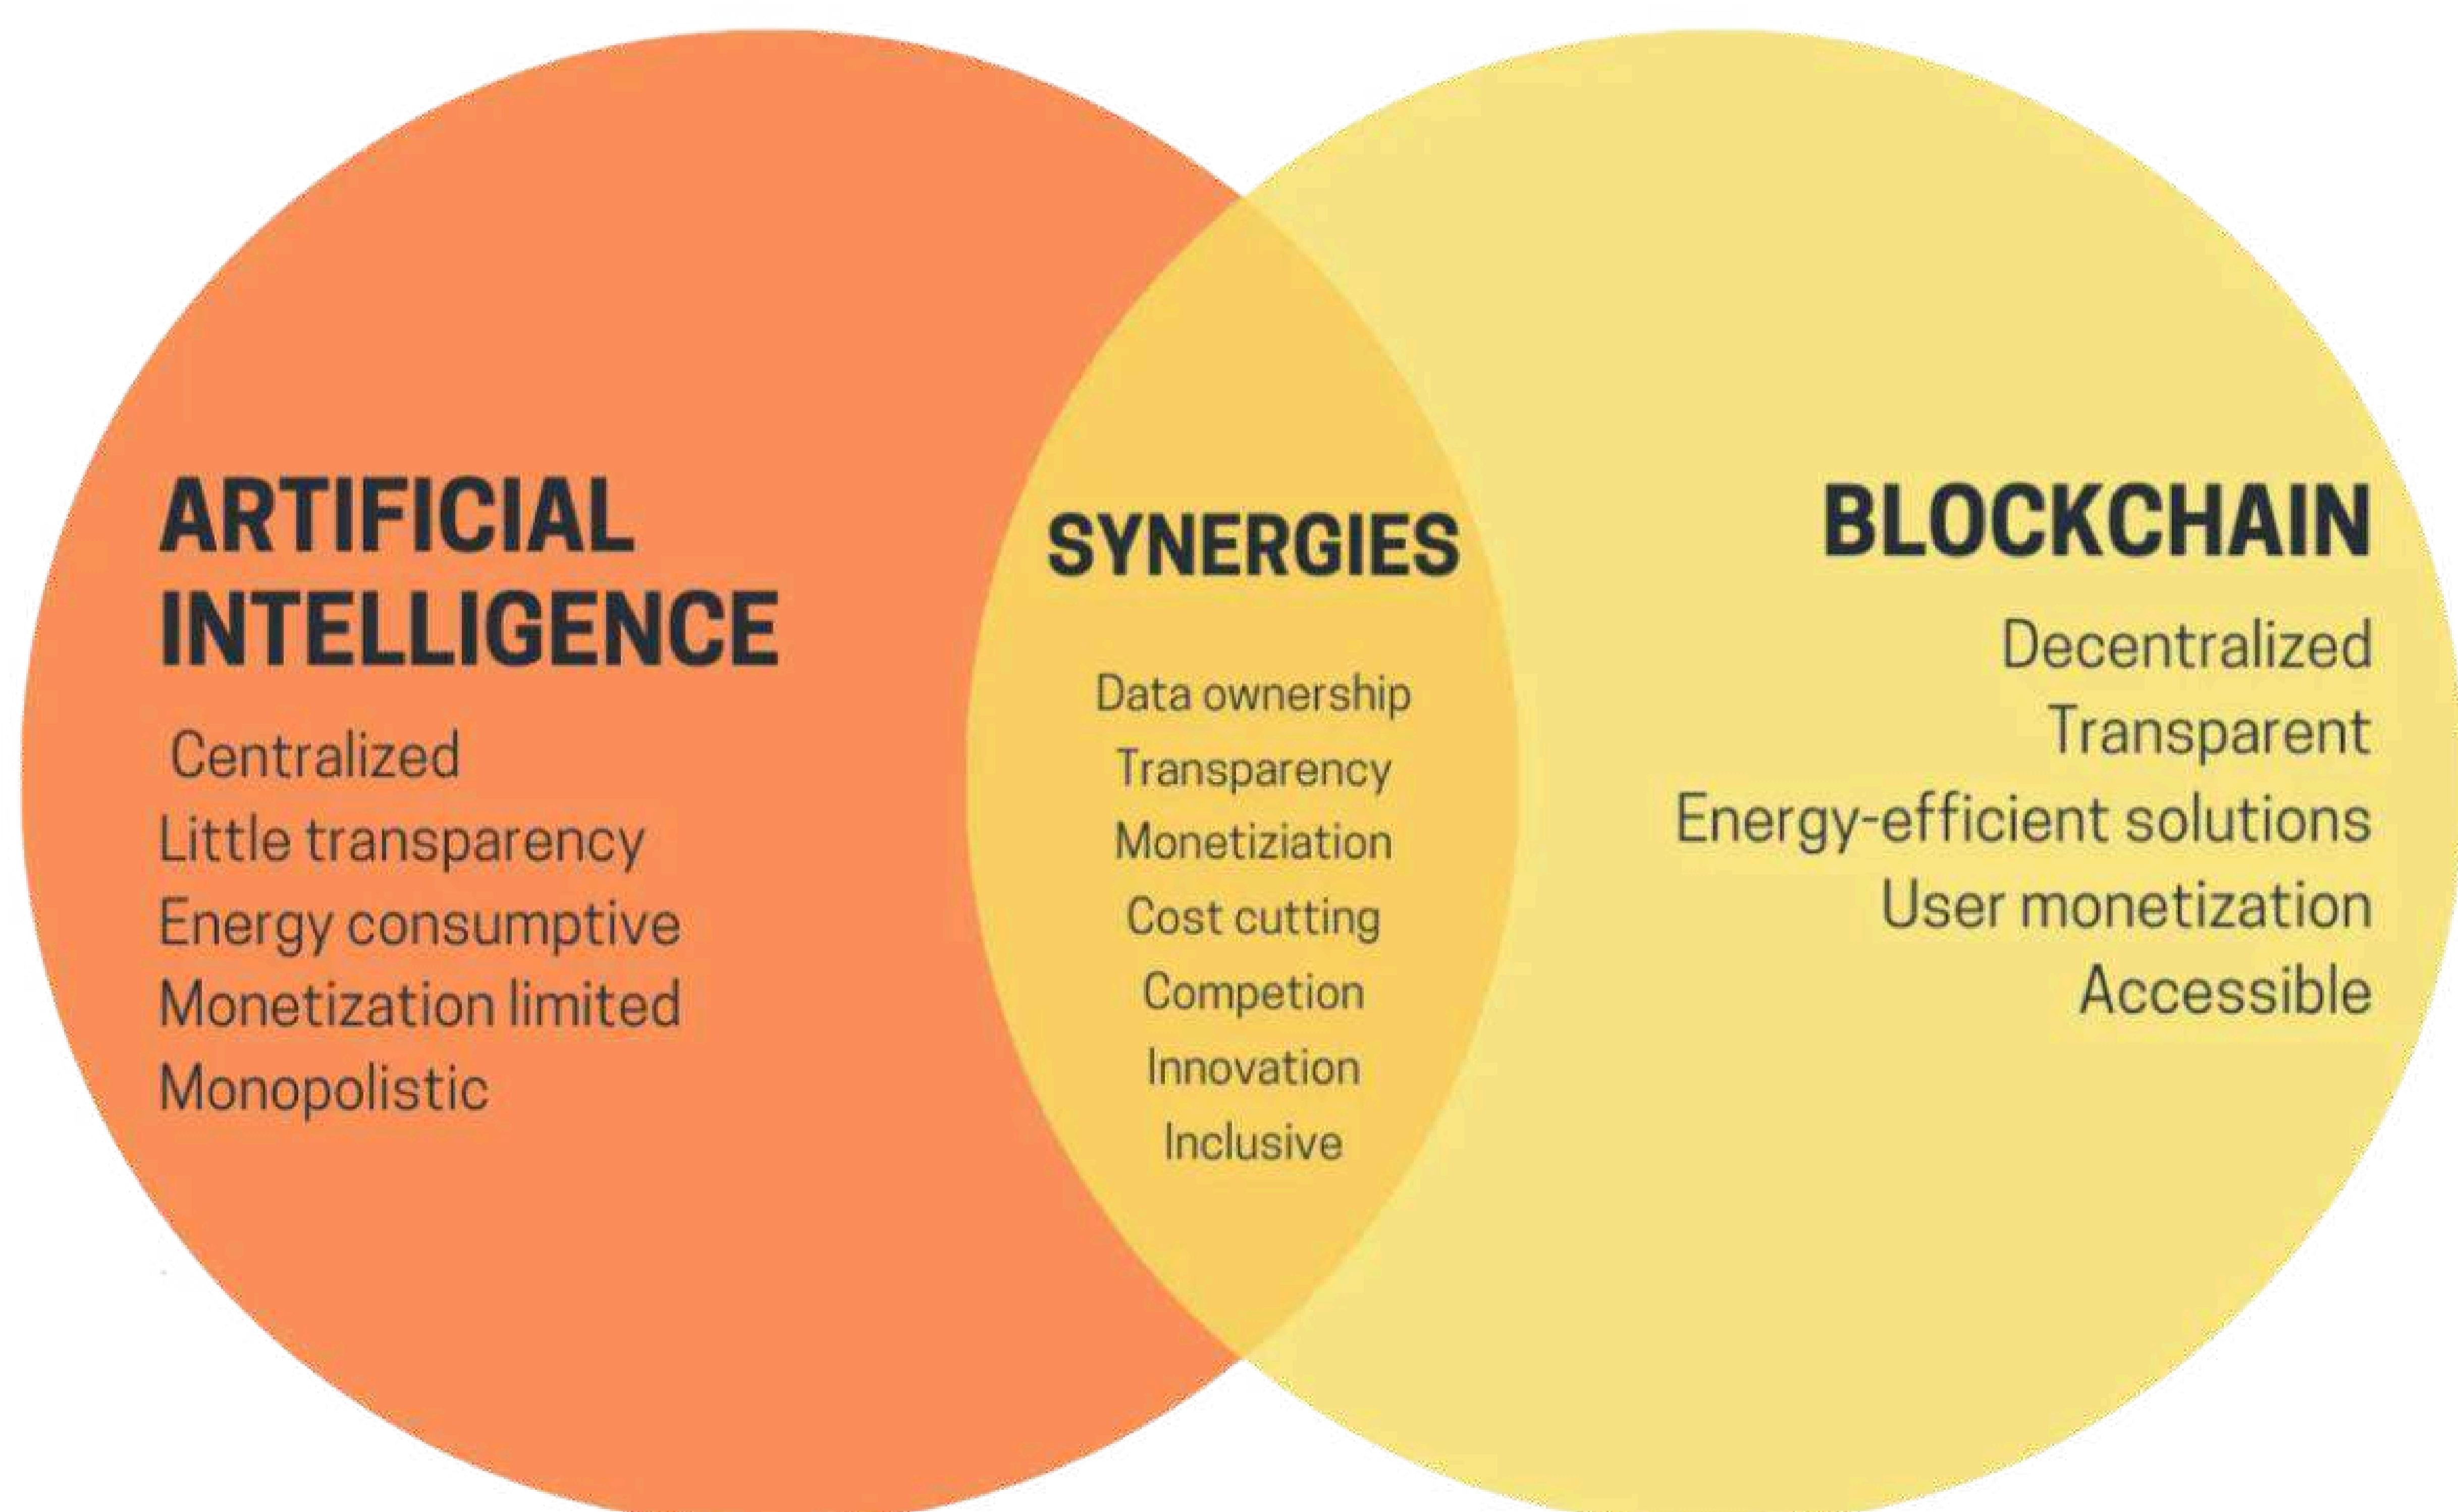 ARTIFICIAL
INTELLIGENCE
Centralized
Little transparency
Energy consumptive
Monetization limited
Monopolistic
SYNERGIES
Data ownership
Transparency
Monetiziation
Cost cutting
Competion
Innovation
Inclusive
BLOCKCHAIN
Decentralized
Transparent
Energy-efficient solutions
User monetization
Accessible